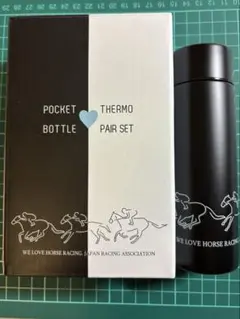 POCKET THERMO
BOTTLE PAIR SET
WE LOVE HORSE RACING JAPAN RACING ASSOCIATION
WE LOVE HORSE RACING